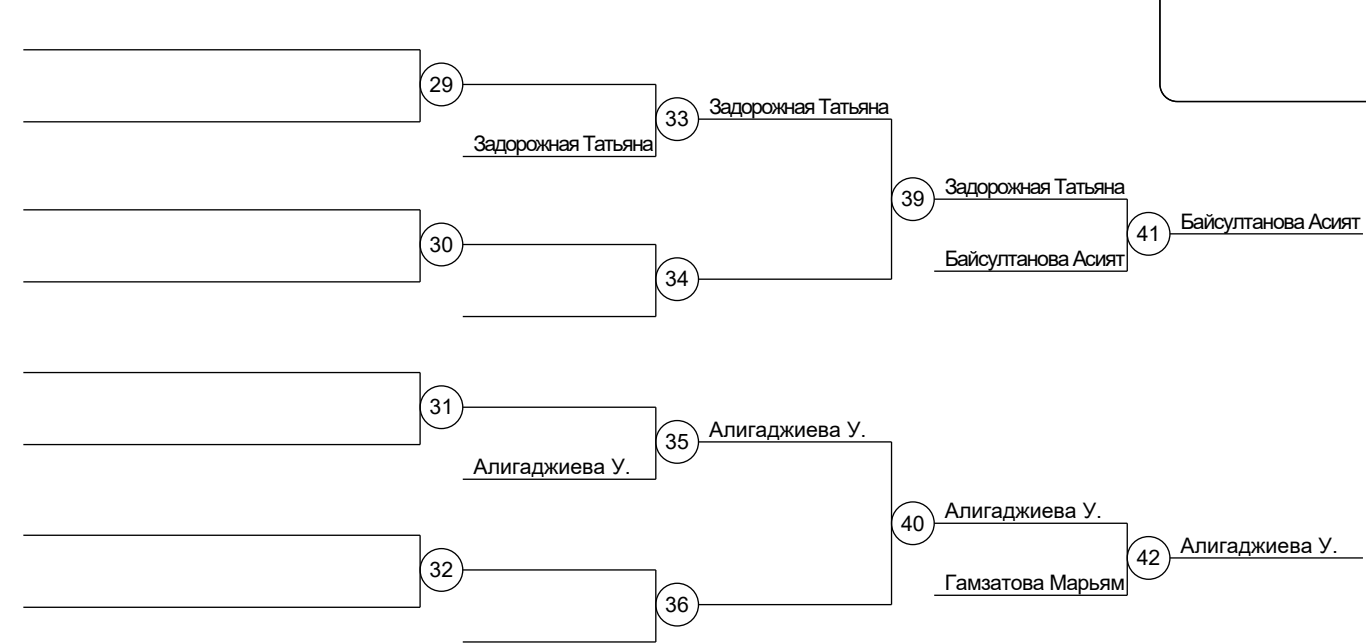 29
33
Задорожная Татьяна
Задорожная Татьяна
39
Задорожная Татьяна
41
Байсултанова Асият
Байсултанова Асият
30
34
31
35
Алигаджиева У.
Алигаджиева У.
40
Алигаджиева У.
42
Алигаджиева У.
Гамзатова Марьям
32
36